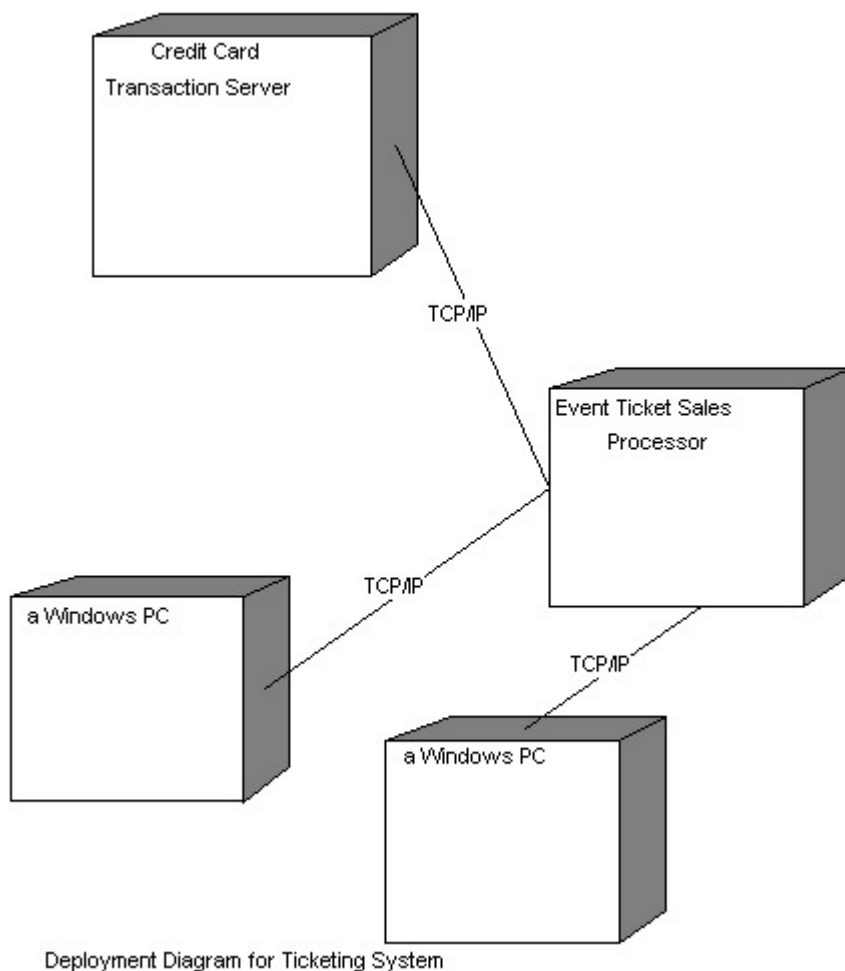 Credit Card
Transaction Server
TCP/IP
Event Ticket Sales
Processor
TCP/IP
a Windows PC
TCP/IP
a Windows PC
Deployment Diagram for Ticketing System